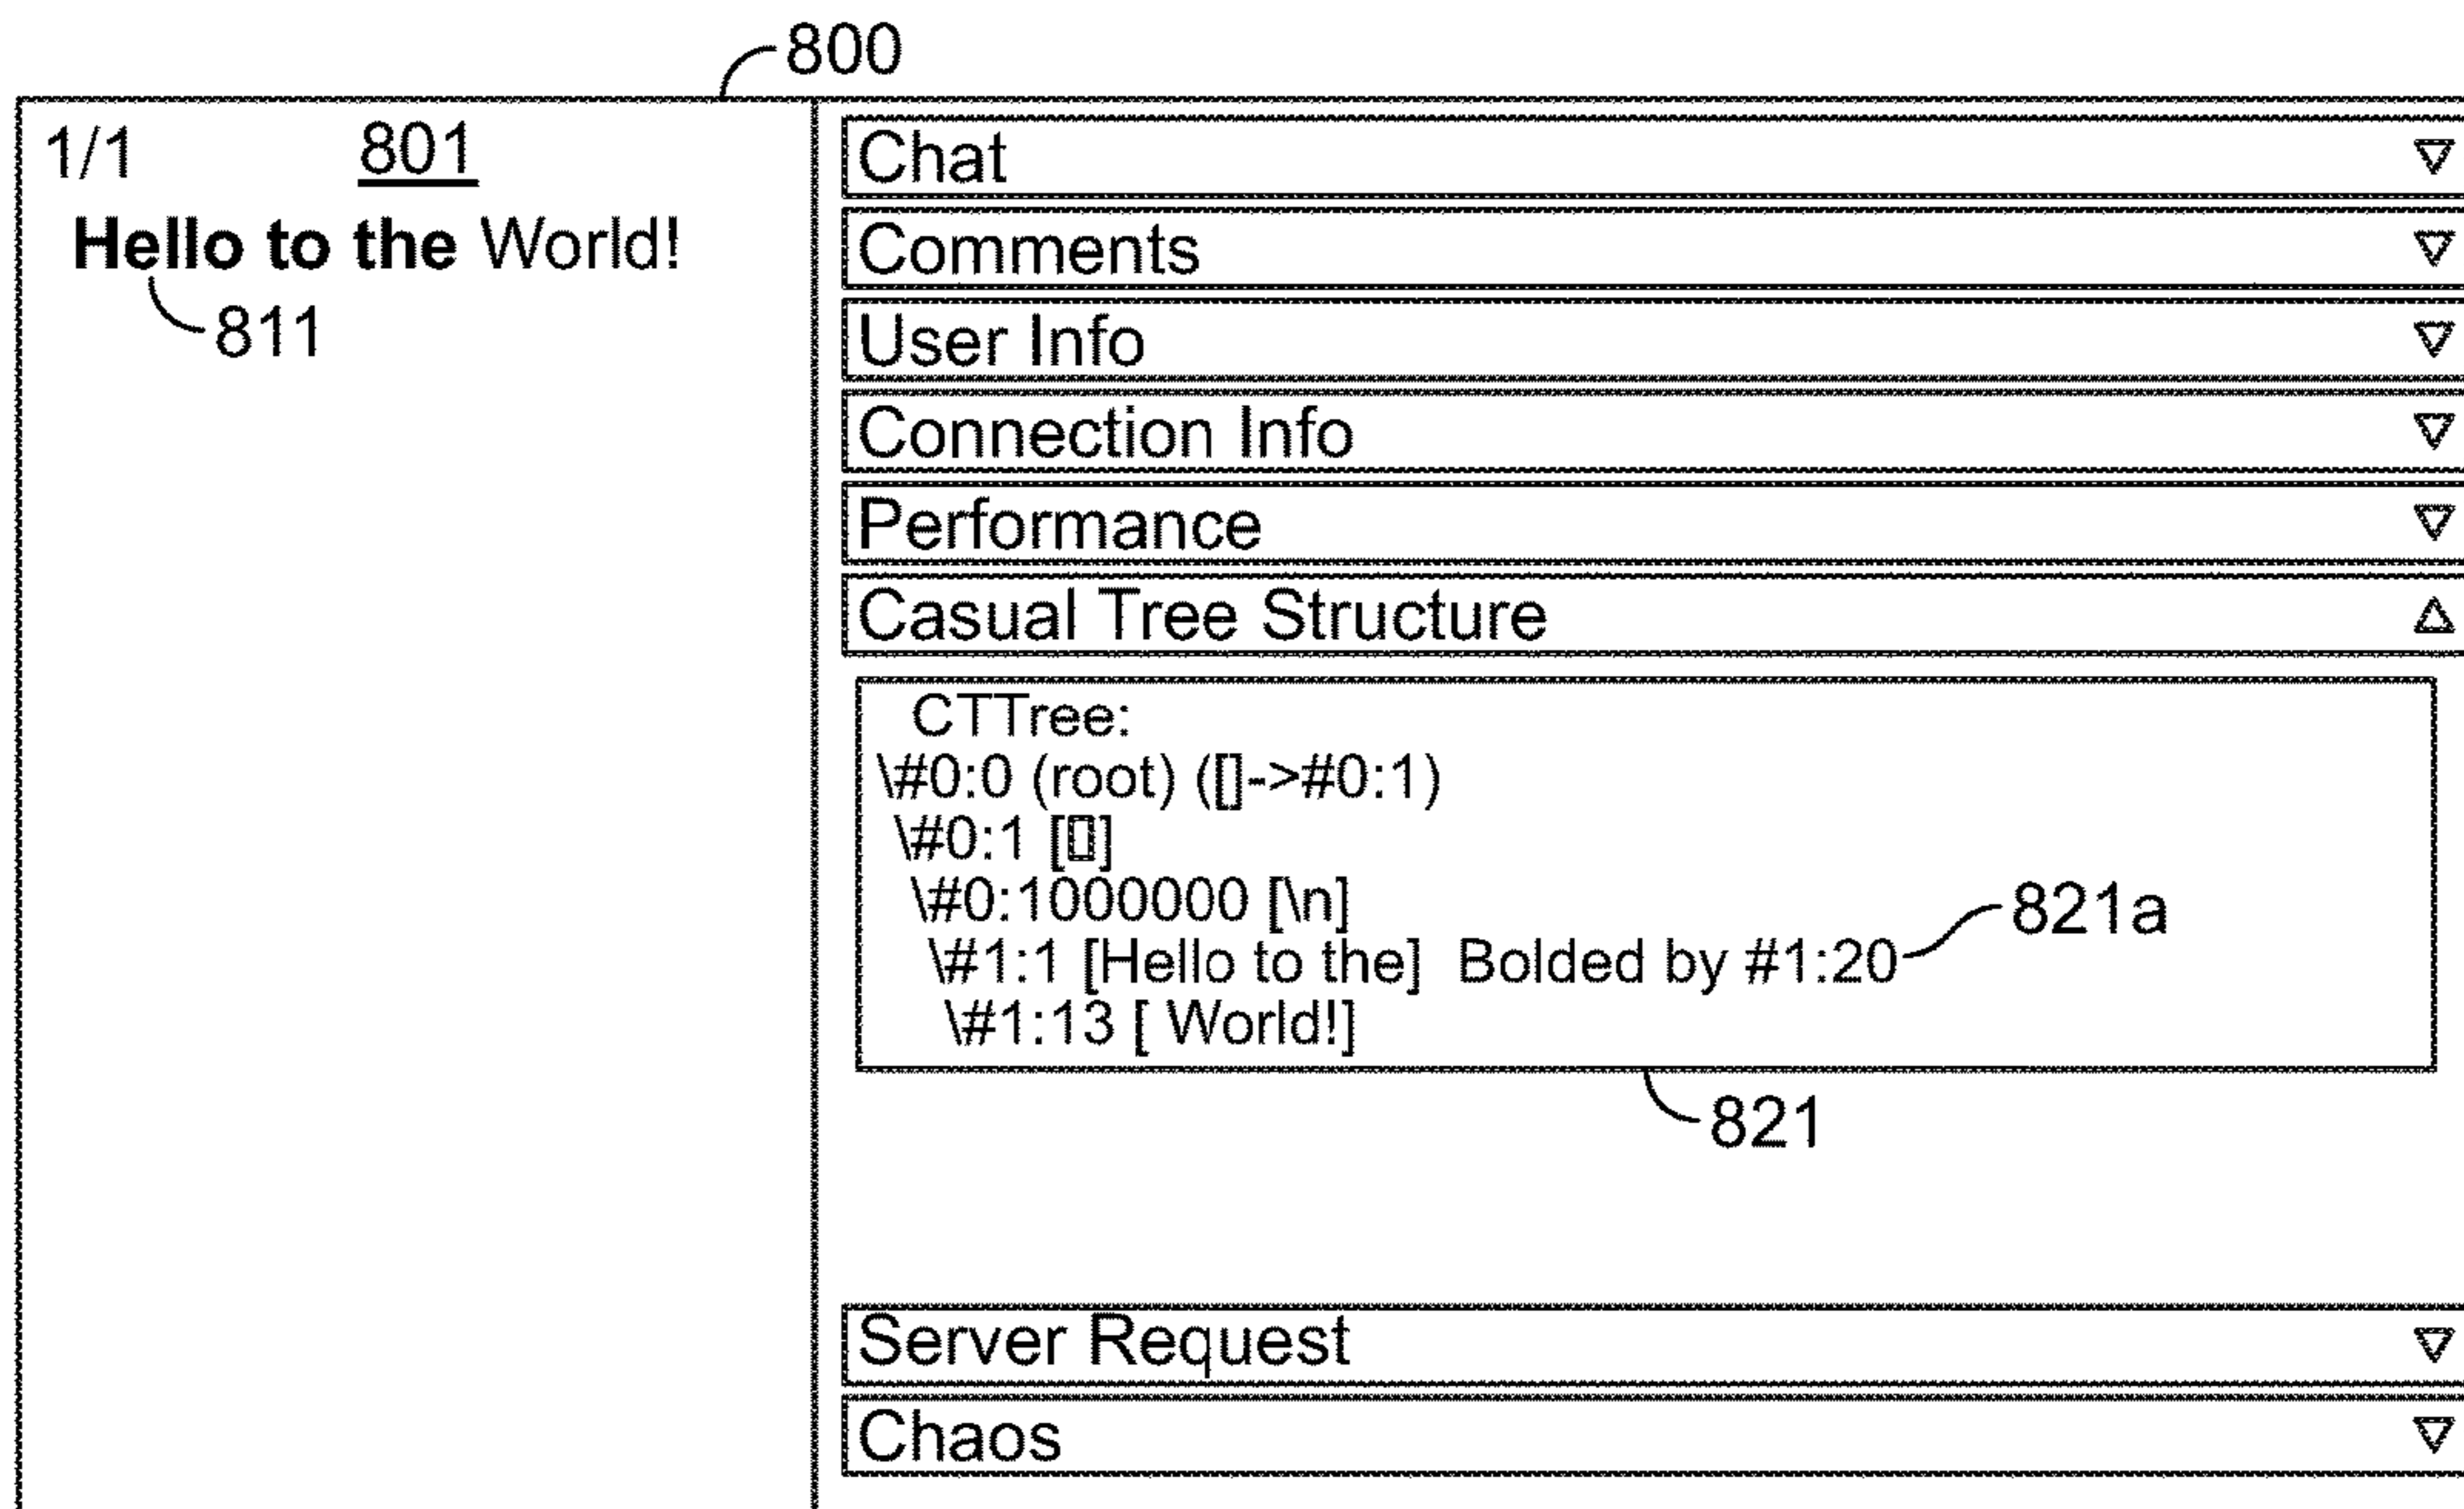 800
1/1 801
Hello to the World!
811
Chat
Comments
User Info
Connection Info
Performance
Casual Tree Structure
CTTree:
\#0:0 (root) ([]->#0:1)
\#0:1 [▯]
\#0:1000000 [\n]
\#1:1 [Hello to the] Bolded by #1:20
821a
\#1:13 [ World!]
821
Server Request
Chaos